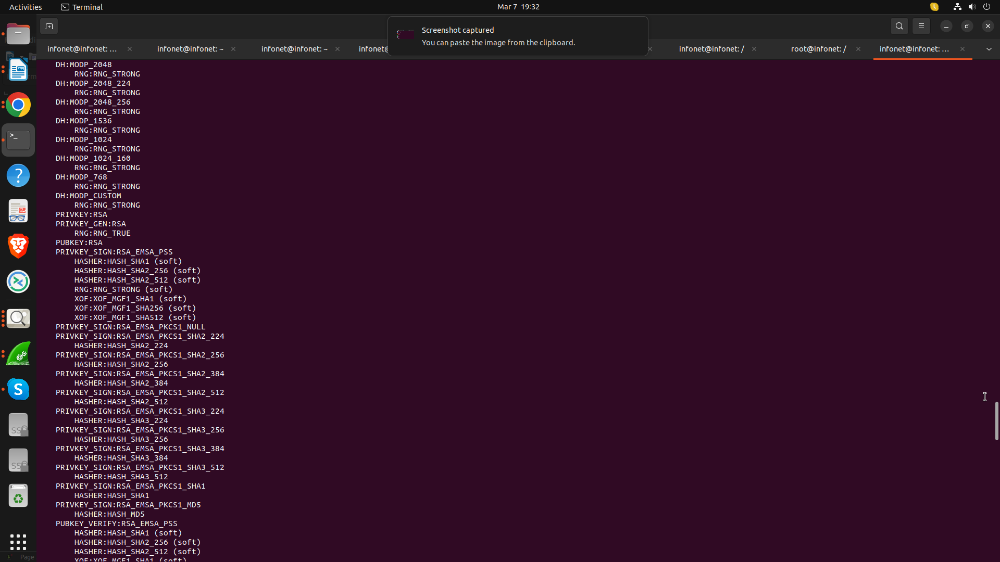 Activities
Terminal
Mar 7 19:32
Screenshot captured
You can paste the image from the clipboard.
infonet@infonet: ...
infonet@infonet: ~
infonet@infonet: ~
infonet@
infonet@infonet: /
root@infonet: /
infonet@infonet: ...
DH:MODP_2048
RNG:RNG_STRONG
DH:MODP_2048_224
RNG:RNG_STRONG
DH:MODP_2048_256
RNG:RNG_STRONG
DH:MODP_1536
RNG:RNG_STRONG
DH:MODP_1024
RNG:RNG_STRONG
DH:MODP_1024_160
RNG:RNG_STRONG
DH:MODP_768
RNG:RNG_STRONG
DH:MODP_CUSTOM
RNG:RNG_STRONG
PRIVKEY:RSA
PRIVKEY_GEN:RSA
RNG:RNG_TRUE
PUBKEY:RSA
PRIVKEY_SIGN:RSA_EMSA_PSS
HASHER:HASH_SHA1 (soft)
HASHER:HASH_SHA2_256 (soft)
HASHER:HASH_SHA2_512 (soft)
RNG:RNG_STRONG (soft)
XOF:XOF_MGF1_SHA1 (soft)
XOF:XOF_MGF1_SHA256 (soft)
XOF:XOF_MGF1_SHA512 (soft)
PRIVKEY_SIGN:RSA_EMSA_PKCS1_NULL
PRIVKEY_SIGN:RSA_EMSA_PKCS1_SHA2_224
HASHER:HASH_SHA2_224
PRIVKEY_SIGN:RSA_EMSA_PKCS1_SHA2_256
HASHER:HASH_SHA2_256
PRIVKEY_SIGN:RSA_EMSA_PKCS1_SHA2_384
HASHER:HASH_SHA2_384
PRIVKEY_SIGN:RSA_EMSA_PKCS1_SHA2_512
HASHER:HASH_SHA2_512
PRIVKEY_SIGN:RSA_EMSA_PKCS1_SHA3_224
HASHER:HASH_SHA3_224
PRIVKEY_SIGN:RSA_EMSA_PKCS1_SHA3_256
HASHER:HASH_SHA3_256
PRIVKEY_SIGN:RSA_EMSA_PKCS1_SHA3_384
HASHER:HASH_SHA3_384
PRIVKEY_SIGN:RSA_EMSA_PKCS1_SHA3_512
HASHER:HASH_SHA3_512
PRIVKEY_SIGN:RSA_EMSA_PKCS1_SHA1
HASHER:HASH_SHA1
PRIVKEY_SIGN:RSA_EMSA_PKCS1_MD5
HASHER:HASH_MD5
PUBKEY_VERIFY:RSA_EMSA_PSS
HASHER:HASH_SHA1 (soft)
HASHER:HASH_SHA2_256 (soft)
HASHER:HASH_SHA2_512 (soft)
XOF:XOF_MGF1_SHA1 (soft)
Page